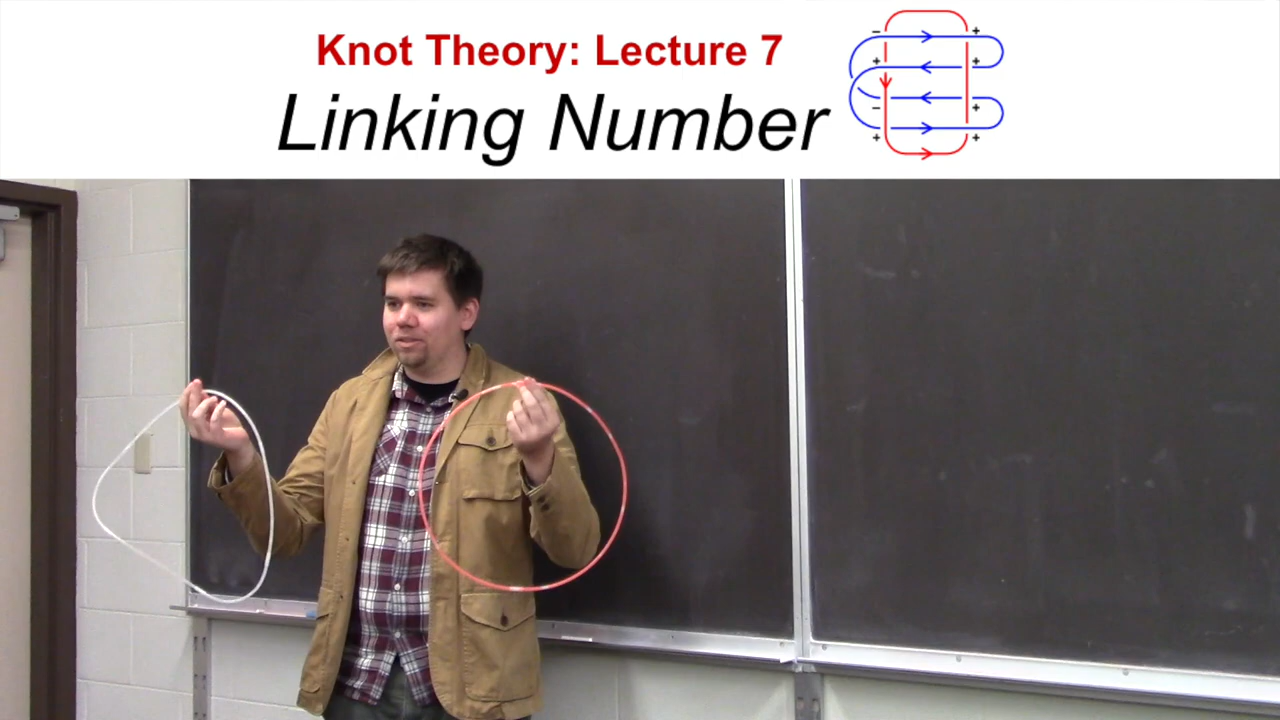 Knot Theory: Lecture 7
Linking Number
− +
+
− +
+ +